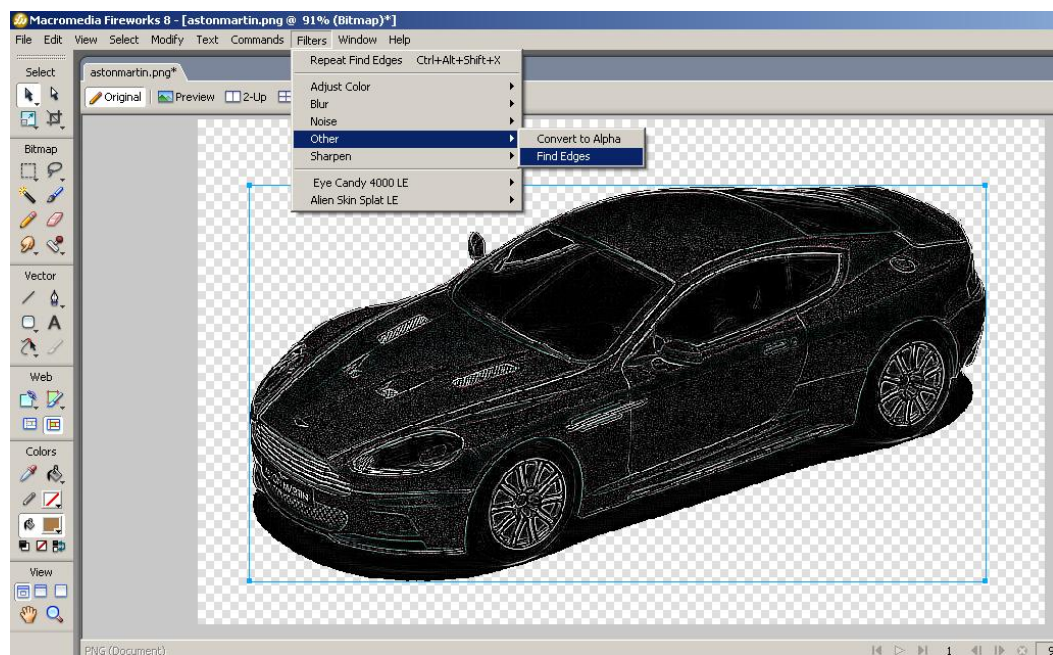 Macromedia Fireworks 8 - [astonmartin.png @ 91% (Bitmap)*]
File Edit View Select Modify Text Commands Filters Window Help
Repeat Find Edges Ctrl+Alt+Shift+X
Adjust Color
Blur
Noise
Other
Sharpen
Eye Candy 4000 LE
Alien Skin Splat LE
Convert to Alpha
Find Edges
astonmartin.png*
Original Preview 2-Up
Select
Bitmap
Vector
A
Web
Colors
View
PNG (Document)
1